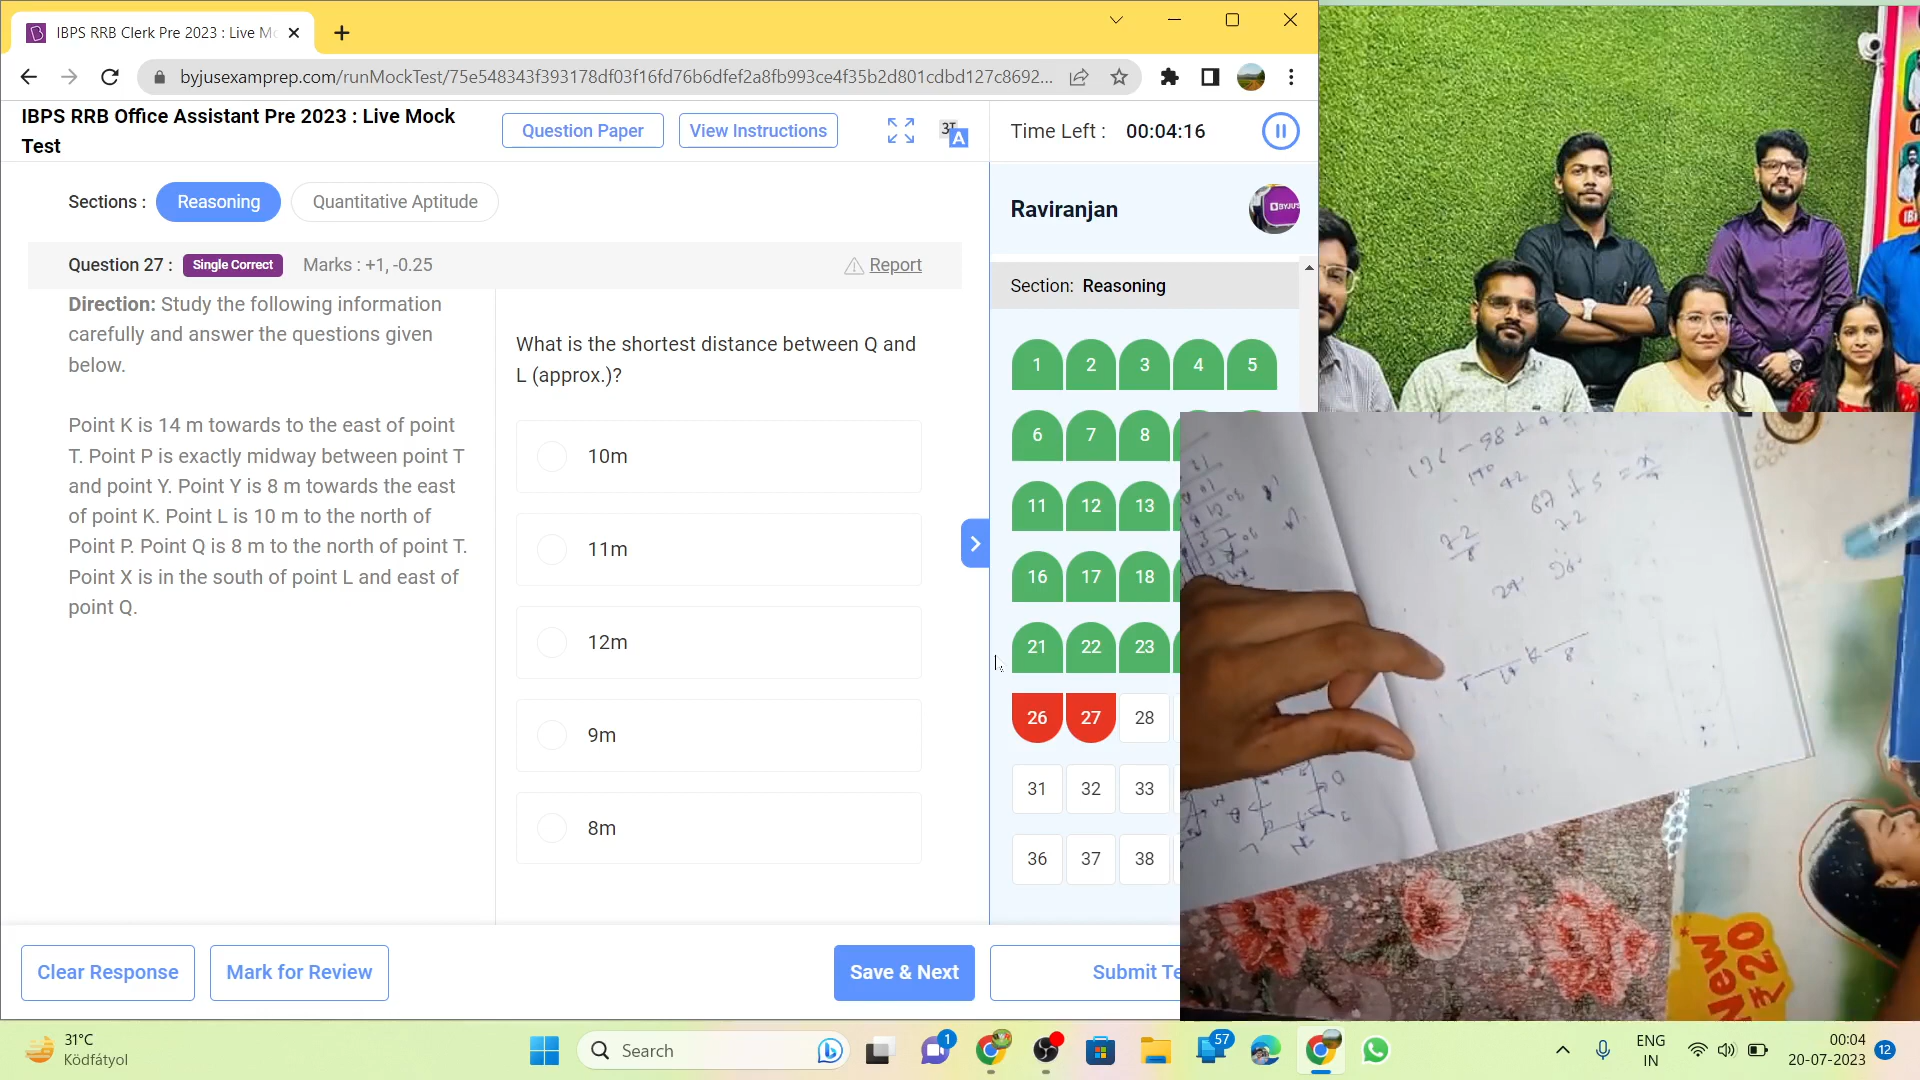 IBPS RRB Clerk Pre 2023 : Live Mo
byjusexamprep.com/runMockTest/75e548343f393178df03f16fd76b6dfef2a8fb993ce4f35b2d801cdbd127c8692...
IBPS RRB Office Assistant Pre 2023 : Live Mock
Test
Question Paper
View Instructions
Time Left : 00:04:16
Sections : Reasoning Quantitative Aptitude
Raviranjan
Question 27 : Single Correct Marks : +1, -0.25 Report
Section: Reasoning
Direction: Study the following information
carefully and answer the questions given
below.
Point K is 14 m towards to the east of point
T. Point P is exactly midway between point T
and point Y. Point Y is 8 m towards the east
of point K. Point L is 10 m to the north of
Point P. Point Q is 8 m to the north of point T.
Point X is in the south of point L and east of
point Q.
What is the shortest distance between Q and
L (approx.)?
10m
11m
12m
9m
8m
1 2 3 4 5
6 7 8
11 12 13
16 17 18
21 22 23
26 27 28
31 32 33
36 37 38
Clear Response
Mark for Review
Save & Next
Submit Te
New
₹20
31°C
Ködfátyol
Search
1
57
ENG
IN
00:04
20-07-2023
12